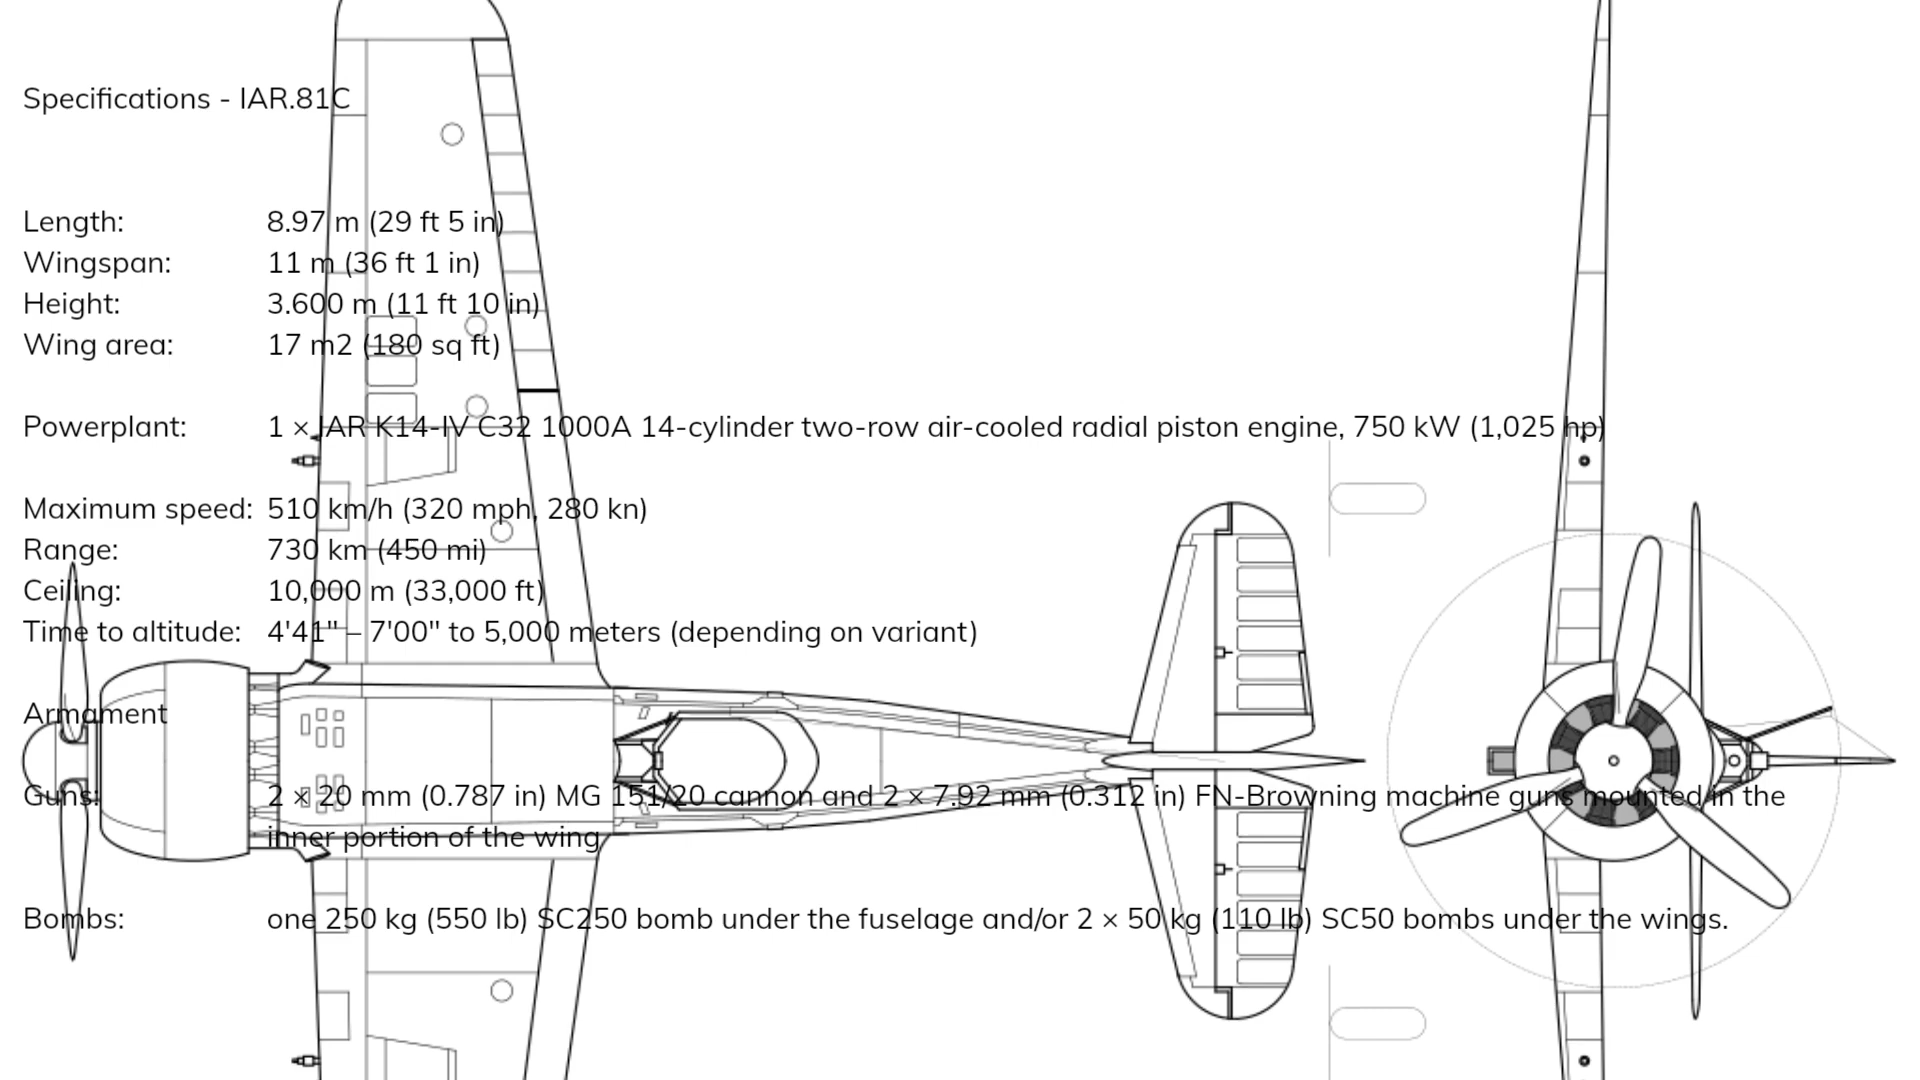 Specifications - IAR.81C
Length: 8.97 m (29 ft 5 in)
Wingspan: 11 m (36 ft 1 in)
Height: 3.600 m (11 ft 10 in)
Wing area: 17 m2 (180 sq ft)
Powerplant: 1 × IAR K14-IV C32 1000A 14-cylinder two-row air-cooled radial piston engine, 750 kW (1,025 hp)
Maximum speed: 510 km/h (320 mph, 280 kn)
Range: 730 km (450 mi)
Ceiling: 10,000 m (33,000 ft)
Time to altitude: 4'41" – 7'00" to 5,000 meters (depending on variant)
Armament
Guns: 2 × 20 mm (0.787 in) MG 151/20 cannon and 2 × 7.92 mm (0.312 in) FN-Browning machine guns mounted in the
inner portion of the wing
Bombs: one 250 kg (550 lb) SC250 bomb under the fuselage and/or 2 × 50 kg (110 lb) SC50 bombs under the wings.